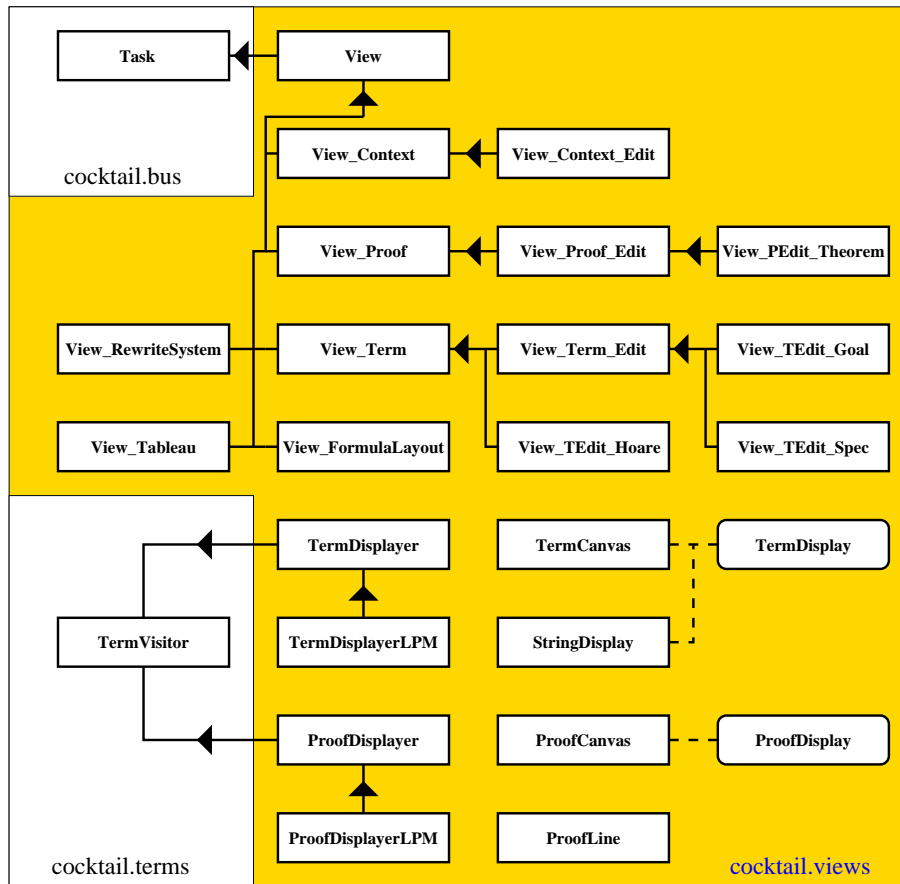 Task
View
View_Context
View_Context_Edit
cocktail.bus
View_Proof
View_Proof_Edit
View_PEdit_Theorem
View_RewriteSystem
View_Term
View_Term_Edit
View_TEdit_Goal
View_Tableau
View_FormulaLayout
View_TEdit_Hoare
View_TEdit_Spec
TermDisplayer
TermCanvas
TermDisplay
TermVisitor
TermDisplayerLPM
StringDisplay
ProofDisplayer
ProofCanvas
ProofDisplay
ProofDisplayerLPM
ProofLine
cocktail.terms
cocktail.views